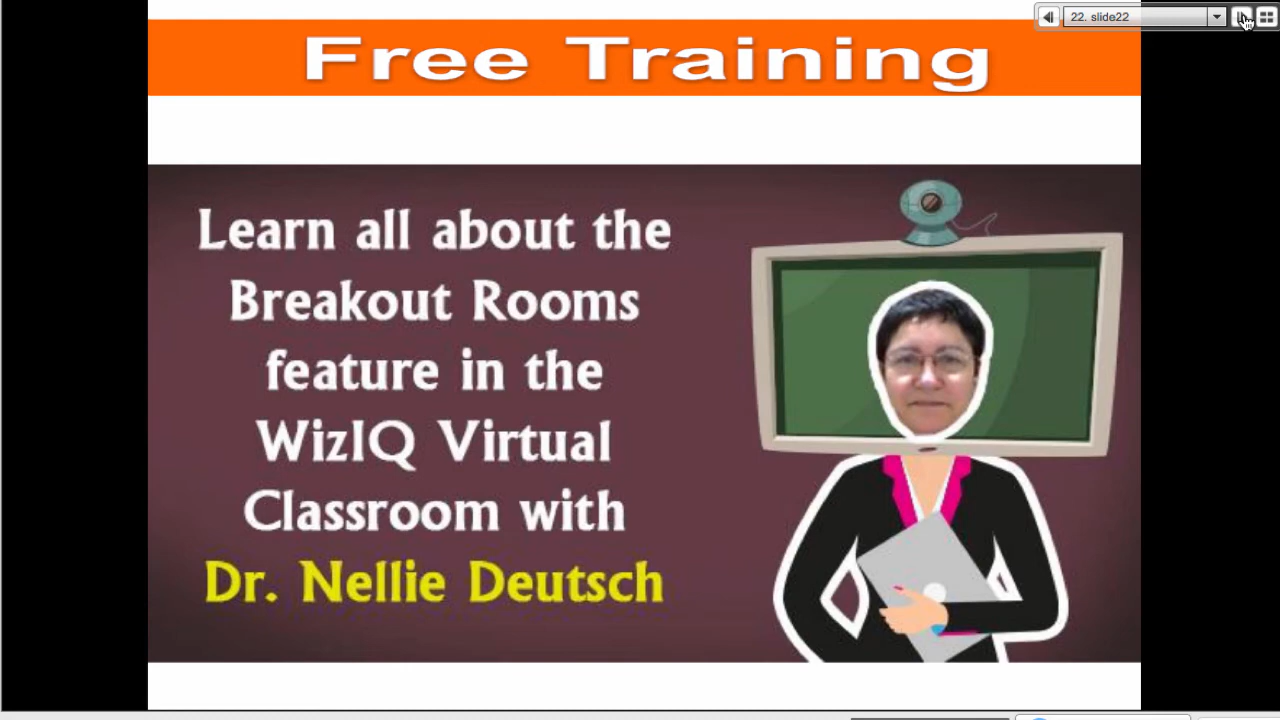 22. slide22
Free Training
Learn all about the
Breakout Rooms
feature in the
WizIQ Virtual
Classroom with
Dr. Nellie Deutsch